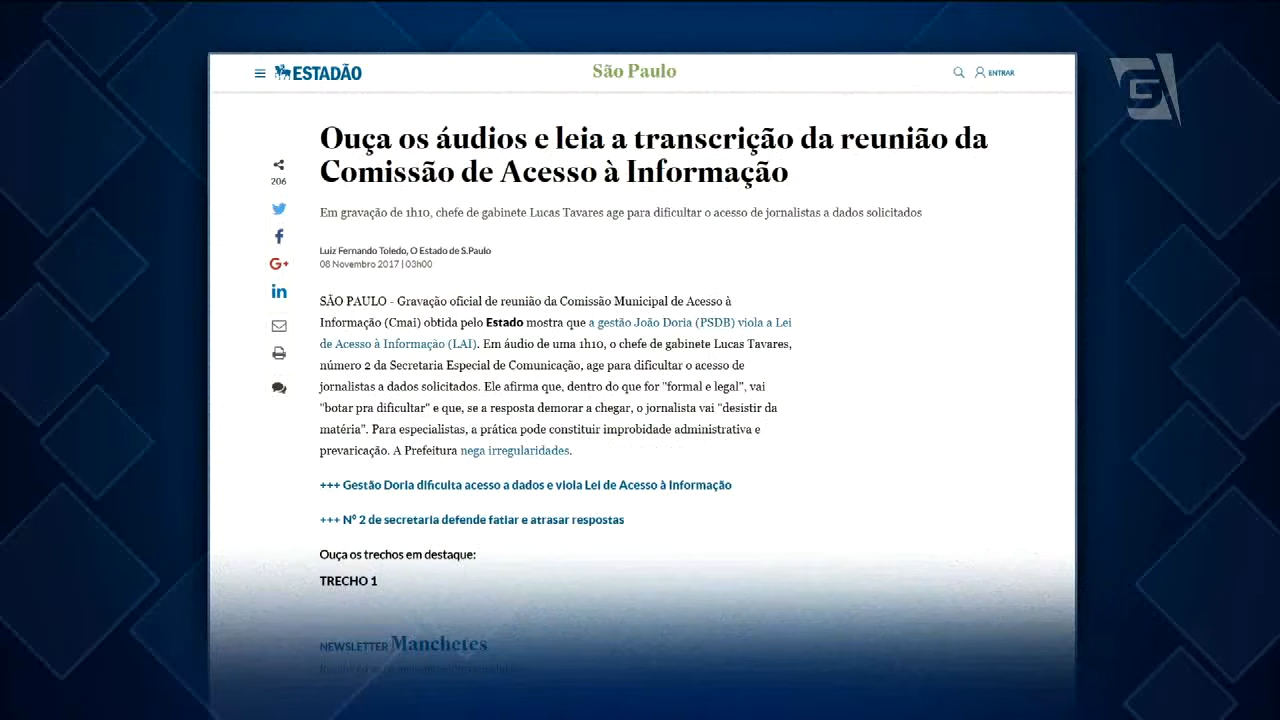 ESTADÃO
São Paulo
ENTRAR
Ouça os áudios e leia a transcrição da reunião da
Comissão de Acesso à Informação
206
Em gravação de 1h10, chefe de gabinete Lucas Tavares age para dificultar o acesso de jornalistas a dados solicitados
Luiz Fernando Toledo, O Estado de S.Paulo
08 Novembro 2017 | 03h00
SÃO PAULO - Gravação oficial de reunião da Comissão Municipal de Acesso à
Informação (Cmai) obtida pelo Estado mostra que a gestão João Doria (PSDB) viola a Lei
de Acesso à Informação (LAI). Em áudio de uma 1h10, o chefe de gabinete Lucas Tavares,
número 2 da Secretaria Especial de Comunicação, age para dificultar o acesso de
jornalistas a dados solicitados. Ele afirma que, dentro do que for "formal e legal", vai
"botar pra dificultar" e que, se a resposta demorar a chegar, o jornalista vai "desistir da
matéria". Para especialistas, a prática pode constituir improbidade administrativa e
prevaricação. A Prefeitura nega irregularidades.
+++ Gestão Doria dificulta acesso a dados e viola Lei de Acesso à Informação
+++ Nº 2 de secretaria defende fatiar e atrasar respostas
Ouça os trechos em destaque:
TRECHO 1
NEWSLETTER Manchetes